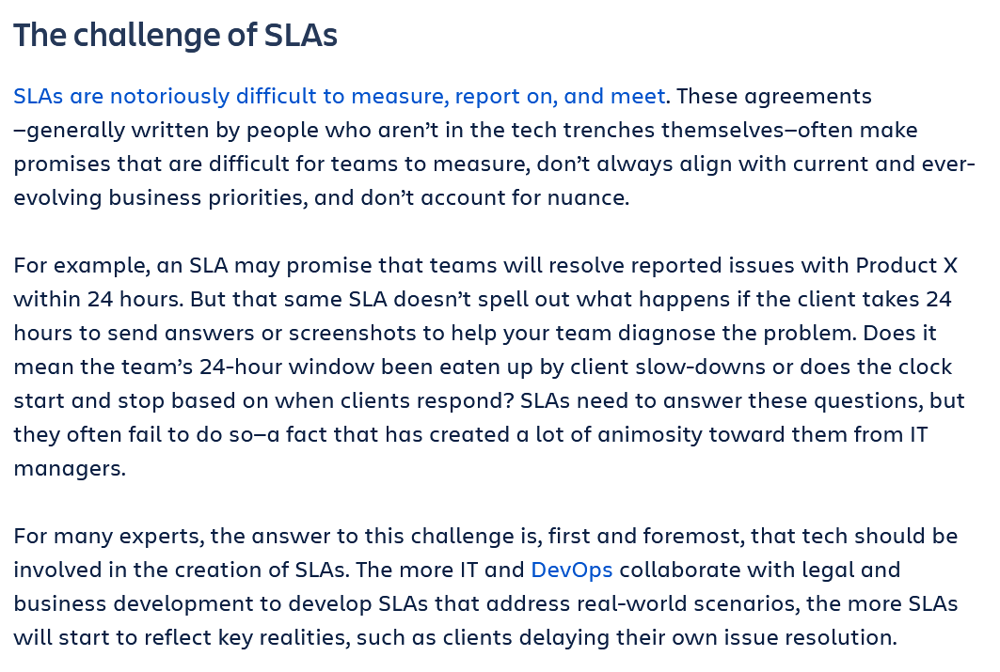 The challenge of SLAs
SLAs are notoriously difficult to measure, report on, and meet. These agreements
—generally written by people who aren’t in the tech trenches themselves—often make
promises that are difficult for teams to measure, don’t always align with current and ever-
evolving business priorities, and don’t account for nuance.
For example, an SLA may promise that teams will resolve reported issues with Product X
within 24 hours. But that same SLA doesn’t spell out what happens if the client takes 24
hours to send answers or screenshots to help your team diagnose the problem. Does it
mean the team’s 24-hour window been eaten up by client slow-downs or does the clock
start and stop based on when clients respond? SLAs need to answer these questions, but
they often fail to do so—a fact that has created a lot of animosity toward them from IT
managers.
For many experts, the answer to this challenge is, first and foremost, that tech should be
involved in the creation of SLAs. The more IT and DevOps collaborate with legal and
business development to develop SLAs that address real-world scenarios, the more SLAs
will start to reflect key realities, such as clients delaying their own issue resolution.